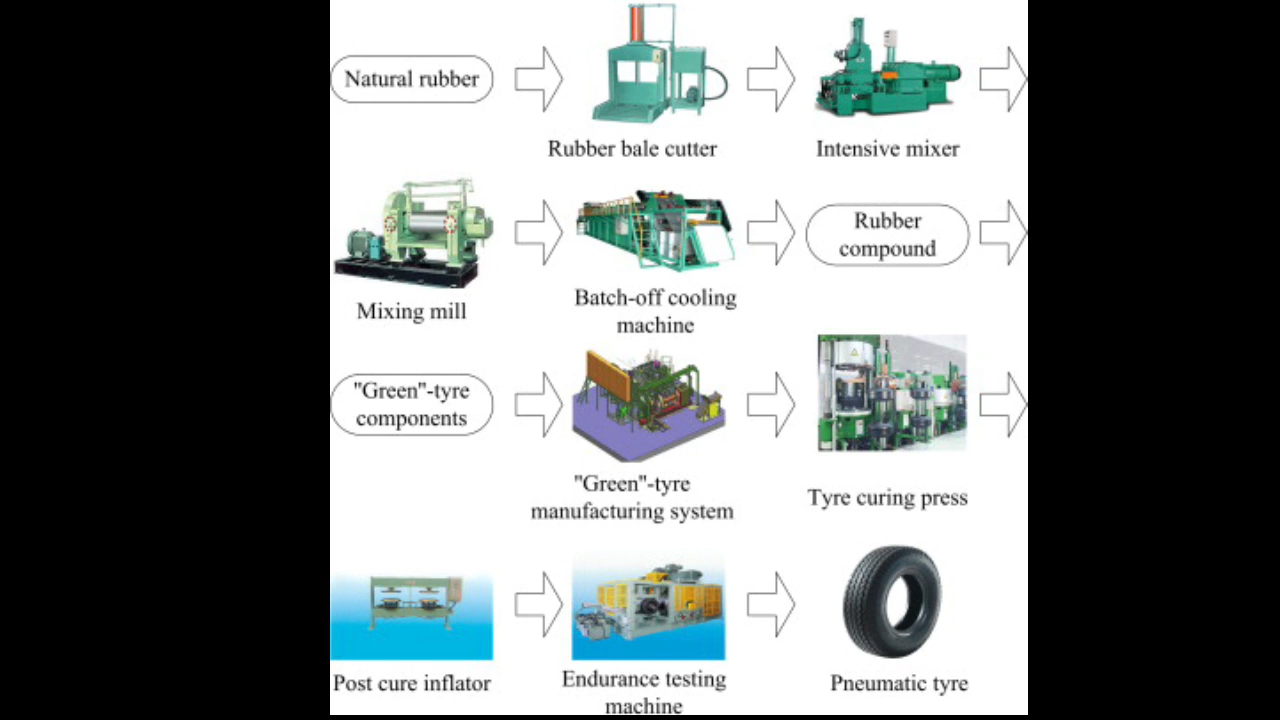 Natural rubber
Rubber bale cutter
Intensive mixer
Mixing mill
Batch-off cooling
machine
Rubber
compound
"Green"-tyre
components
"Green"-tyre
manufacturing system
Tyre curing press
Post cure inflator
Endurance testing
machine
Pneumatic tyre